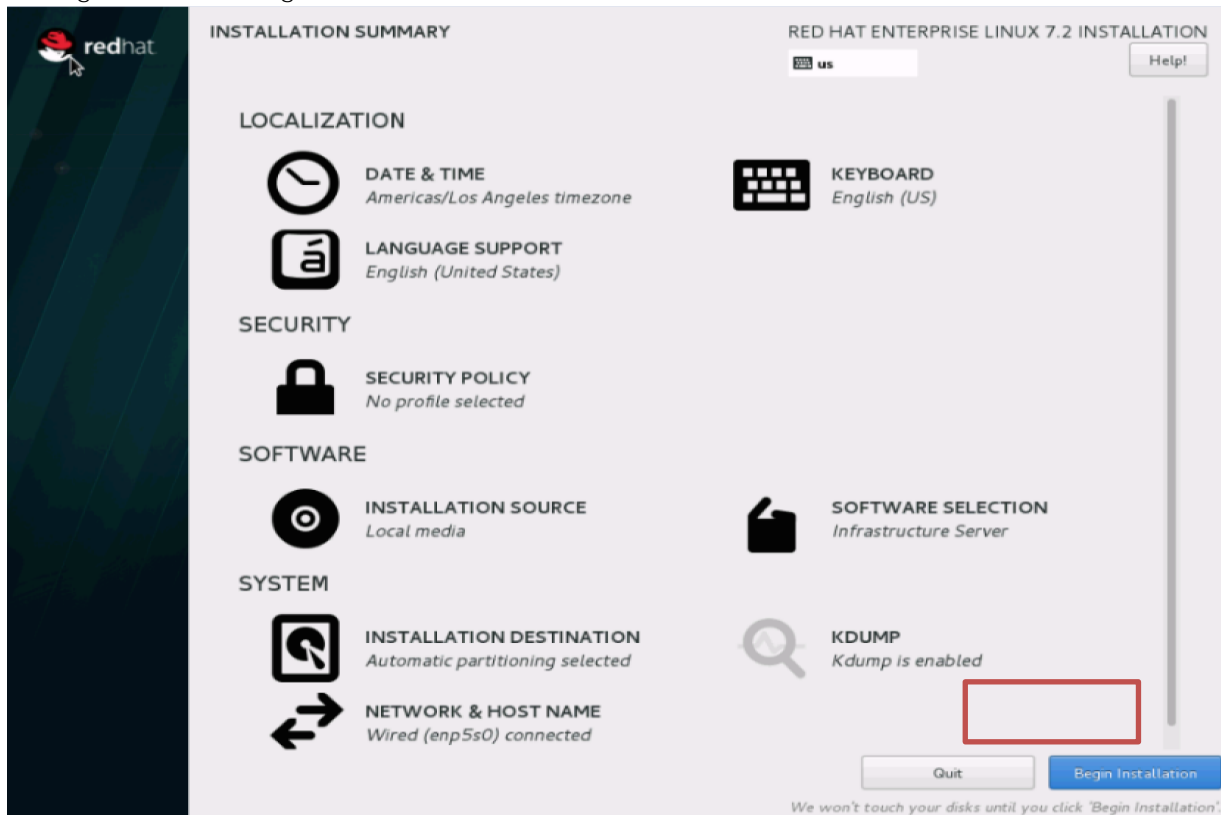 redhat
INSTALLATION SUMMARY
RED HAT ENTERPRISE LINUX 7.2 INSTALLATION
us
Help!
LOCALIZATION
DATE & TIME
Americas/Los Angeles timezone
KEYBOARD
English (US)
á
LANGUAGE SUPPORT
English (United States)
SECURITY
SECURITY POLICY
No profile selected
SOFTWARE
INSTALLATION SOURCE
Local media
SOFTWARE SELECTION
Infrastructure Server
SYSTEM
INSTALLATION DESTINATION
Automatic partitioning selected
KDUMP
Kdump is enabled
NETWORK & HOST NAME
Wired (enp5s0) connected
Quit
Begin Installation
We won't touch your disks until you click 'Begin Installation'.